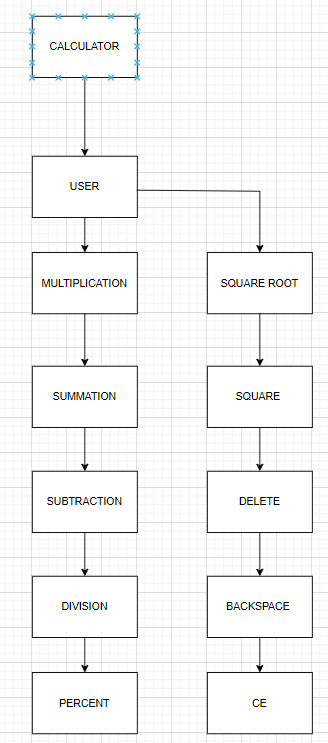 CALCULATOR
USER
MULTIPLICATION
SQUARE ROOT
SUMMATION
SQUARE
SUBTRACTION
DELETE
DIVISION
BACKSPACE
PERCENT
CE